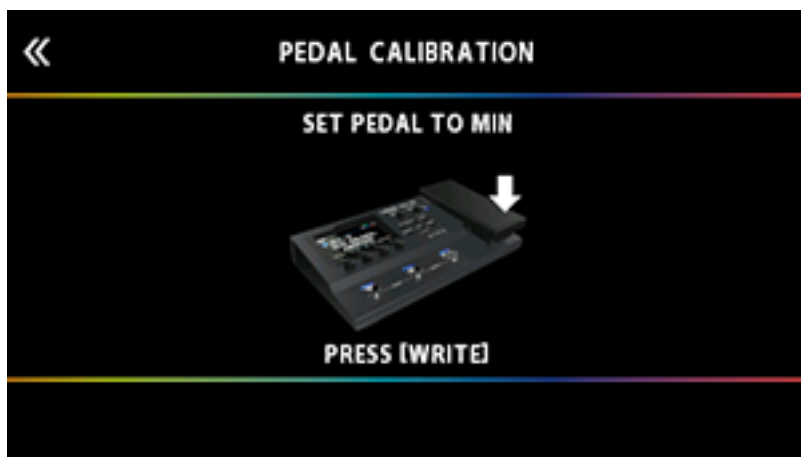 PEDAL CALIBRATION
SET PEDAL TO MIN
PRESS [WRITE]